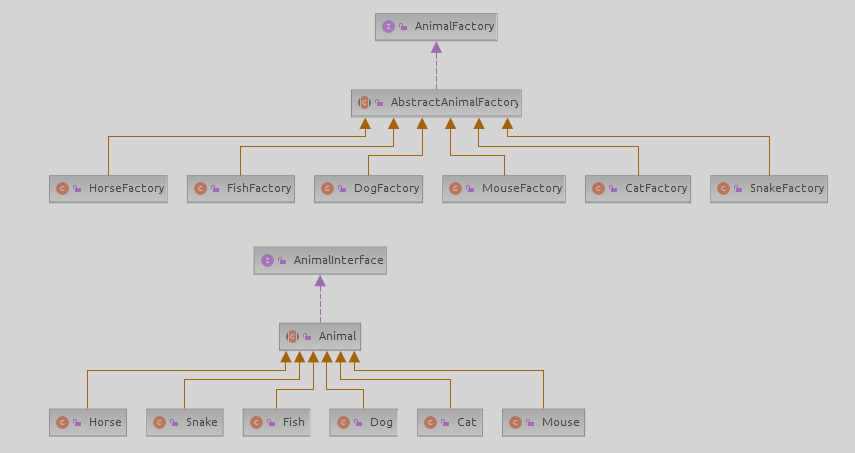 AnimalFactory
AbstractAnimalFactory
HorseFactory FishFactory DogFactory MouseFactory CatFactory SnakeFactory
AnimalInterface
Animal
Horse Snake Fish Dog Cat Mouse